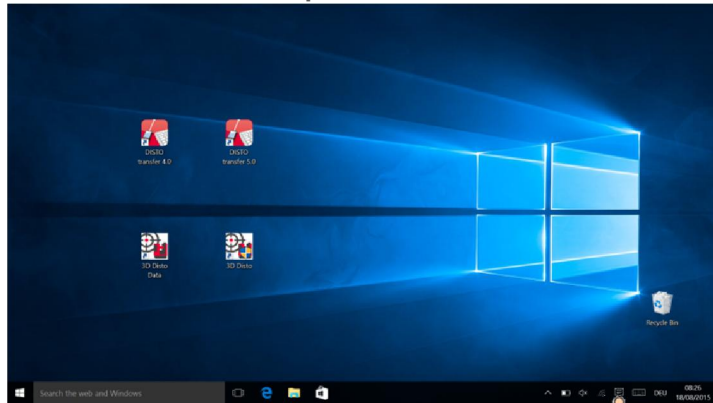 DISTO
transfer 4.0
DISTO
transfer 5.0
3D Disto
Data
3D Disto
Recycle Bin
Search the web and Windows
DEU
08:26
18/08/2015